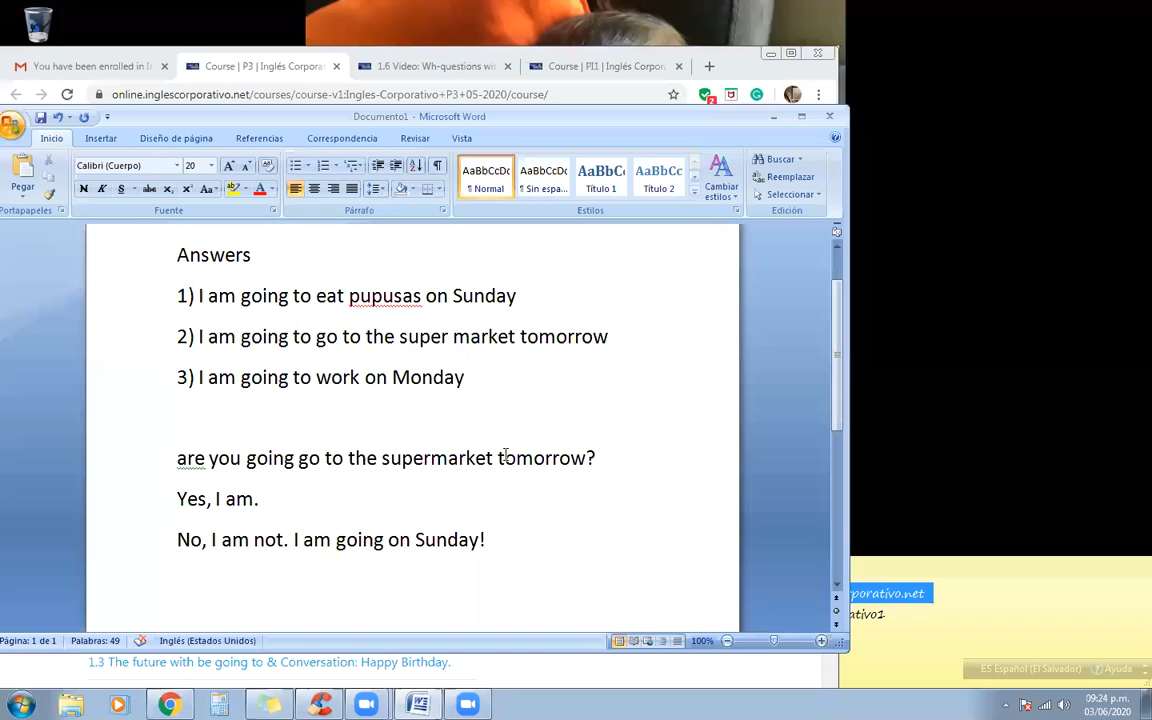 You have been enrolled in I
Course | P3 | Inglés Corporati
1.6 Video: Wh-questions wit
Course | PI1 | Inglés Corpora
online.inglescorporativo.net/courses/course-v1:Ingles-Corporativo+P3+05-2020/course/
Documento1 - Microsoft Word
Inicio Insertar Diseño de página Referencias Correspondencia Revisar Vista
Calibri (Cuerpo) 20
AaBbCcDc AaBbCcDc AaBbC AaBbCc
Buscar
Reemplazar
Seleccionar
Pegar
¶ Normal ¶ Sin espa... Título 1 Título 2
Cambiar estilos
Portapapeles Fuente Párrafo Estilos Edición
Answers
1) I am going to eat pupusas on Sunday
2) I am going to go to the super market tomorrow
3) I am going to work on Monday
are you going go to the supermarket tomorrow?
Yes, I am.
No, I am not. I am going on Sunday!
rporativo.net
ativo1
Página: 1 de 1 Palabras: 49 Inglés (Estados Unidos) 100%
1.3 The future with be going to & Conversation: Happy Birthday.
ES Español (El Salvador) Ayuda
09:24 p.m.
03/06/2020